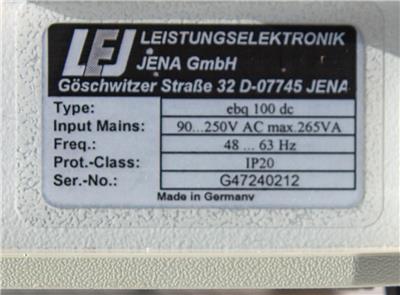 LEJ LEISTUNGSELEKTRONIK
JENA GmbH
Göschwitzer Straße 32 D-07745 JENA
Type: ebq 100 dc
Input Mains: 90...250V AC max.265VA
Freq.: 48 ... 63 Hz
Prot.-Class: IP20
Ser.-No.: G47240212
Made in Germany